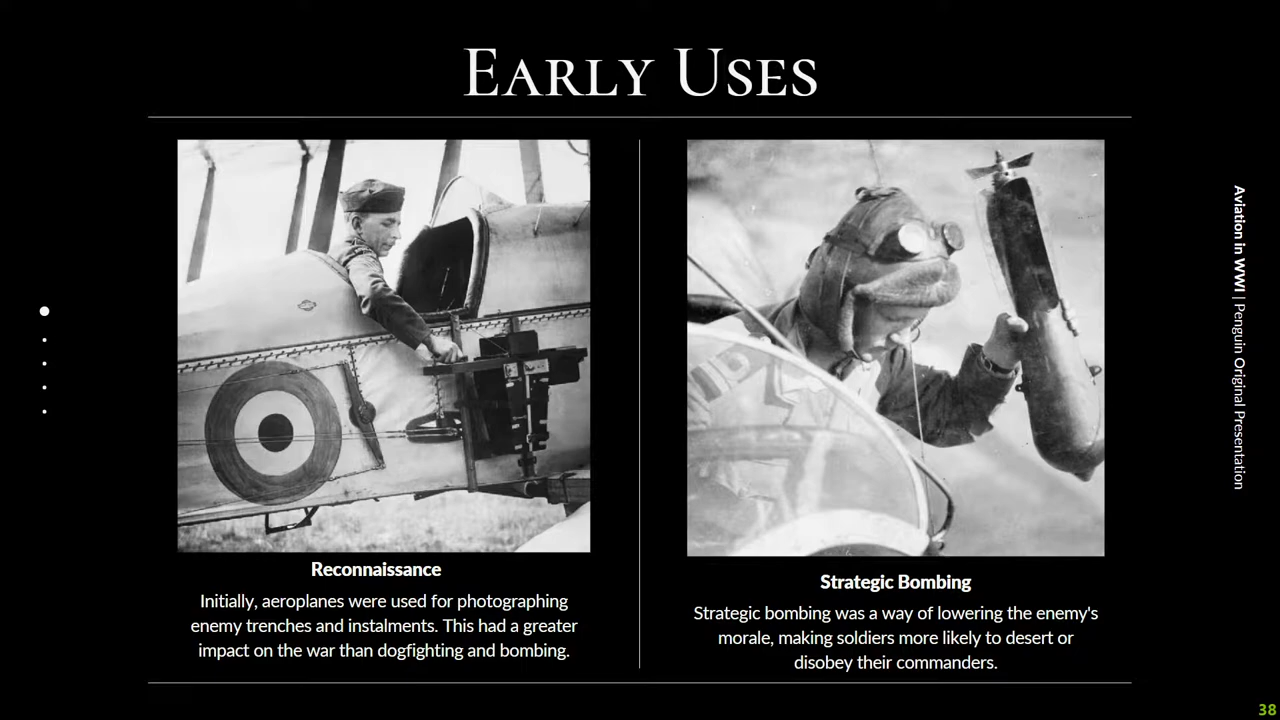 Early Uses
Reconnaissance
Initially, aeroplanes were used for photographing
enemy trenches and instalments. This had a greater
impact on the war than dogfighting and bombing.
Strategic Bombing
Strategic bombing was a way of lowering the enemy's
morale, making soldiers more likely to desert or
disobey their commanders.
Aviation in WWI | Penguin Original Presentation
38